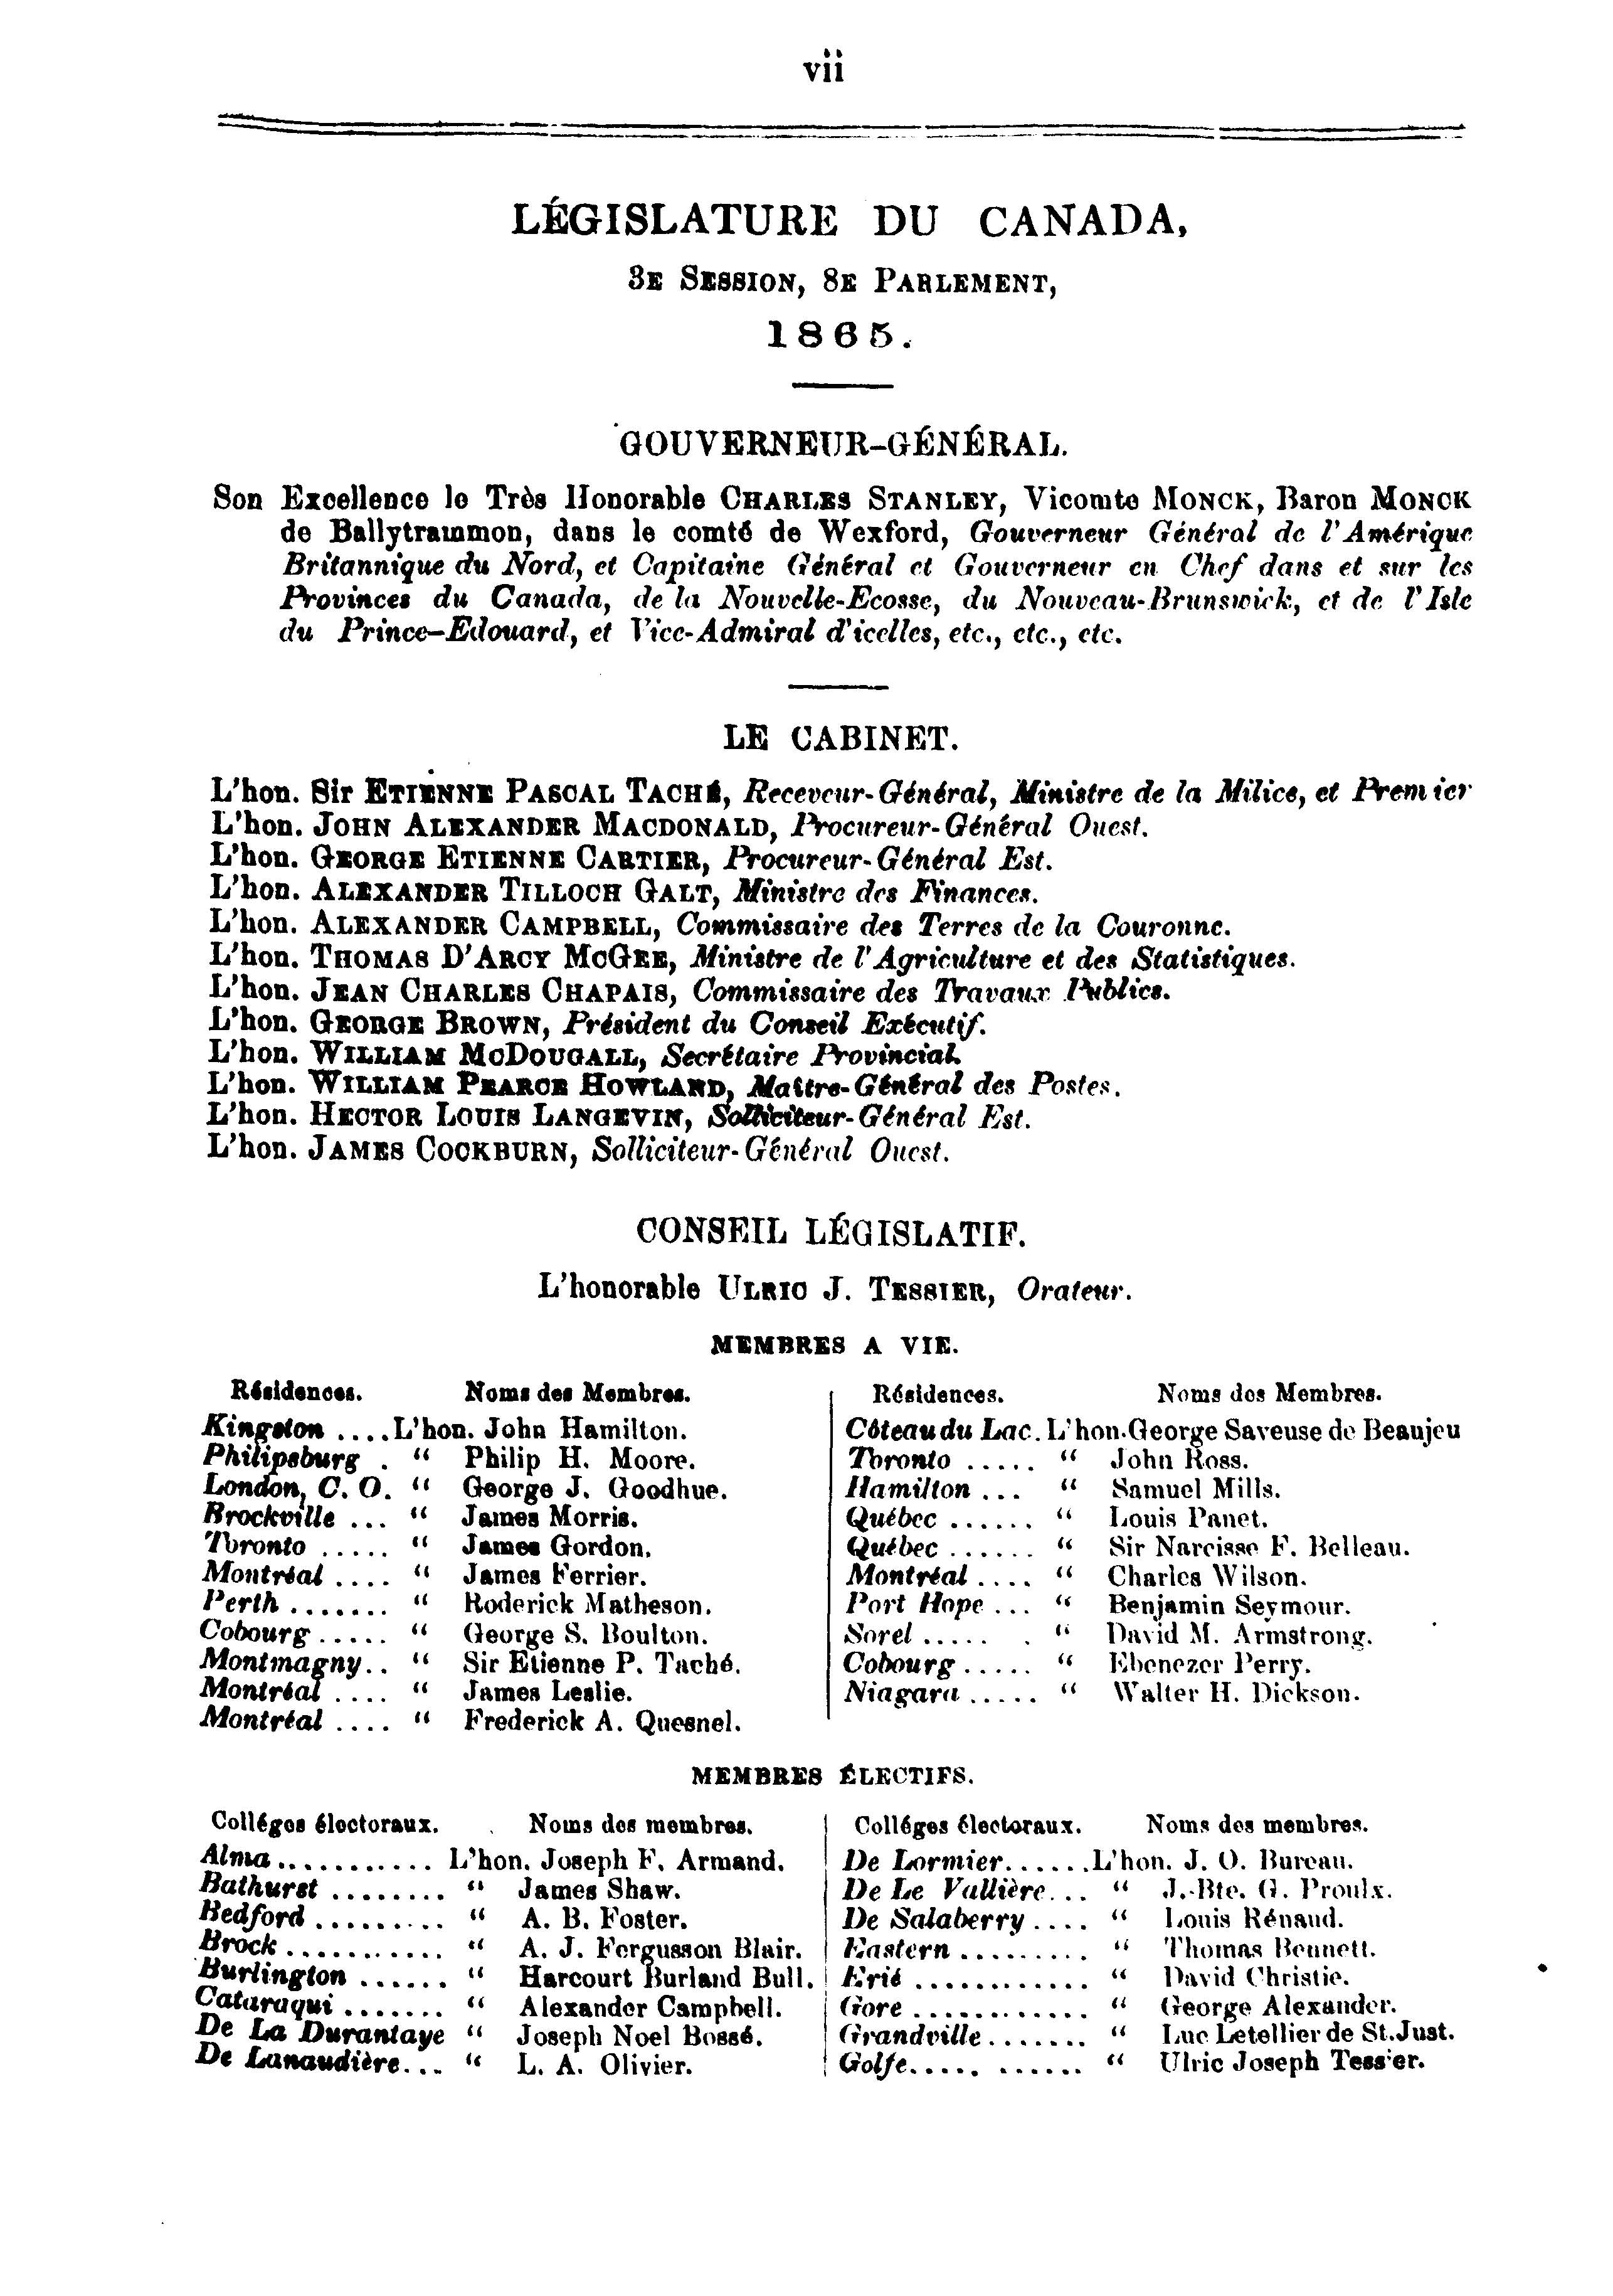 vii
LÉGISLATURE DU CANADA,
3E SESSION, 8E PARLEMENT,
1865.
GOUVERNEUR-GÉNÉRAL.
Son Excellence le Très Honorable CHARLES STANLEY, Vicomte MONCK, Baron MONCK
de Ballytrammon, dans le comté de Wexford, Gouverneur Général de l'Amérique
Britannique du Nord, et Capitaine Général et Gouverneur en Chef dans et sur les
Provinces du Canada, de la Nouvelle-Ecosse, du Nouveau-Brunswick, et de l'Isle
du Prince-Edouard, et Vice-Admiral d'icelles, etc., etc., etc.
LE CABINET.
L'hon. Sir ETIENNE PASCAL TACHÉ, Receveur-Général, Ministre de la Milice, et Premier
L'hon. JOHN ALEXANDER MACDONALD, Procureur-Général Ouest.
L'hon. GEORGE ETIENNE CARTIER, Procureur-Général Est.
L'hon. ALEXANDER TILLOCH GALT, Ministre des Finances.
L'hon. ALEXANDER CAMPBELL, Commissaire des Terres de la Couronne.
L'hon. THOMAS D'ARCY MCGEE, Ministre de l'Agriculture et des Statistiques.
L'hon. JEAN CHARLES CHAPAIS, Commissaire des Travaux Publics.
L'hon. GEORGE BROWN, Président du Conseil Exécutif.
L'hon. WILLIAM MCDOUGALL, Secrétaire Provincial.
L'hon. WILLIAM PEARCE HOWLAND, Maître-Général des Postes.
L'hon. HECTOR LOUIS LANGEVIN, Solliciteur-Général Est.
L'hon. JAMES COCKBURN, Solliciteur-Général Ouest.
CONSEIL LÉGISLATIF.
L'honorable ULRIC J. TESSIER, Orateur.
MEMBRES A VIE.
Résidences. Noms des Membres.
Kingston .... L'hon. John Hamilton.
Philipsburg . " Philip H. Moore.
London, C. O. " George J. Goodhue.
Brockville ... " James Morris.
Toronto ..... " James Gordon.
Montréal .... " James Ferrier.
Perth ....... " Roderick Matheson.
Cobourg ..... " George S. Boulton.
Montmagny.. " Sir Etienne P. Taché.
Montréal .... " James Leslie.
Montréal .... " Frederick A. Quesnel.
Résidences. Noms des Membres.
Côteau du Lac. L'hon. George Saveuse de Beaujeu
Toronto ..... " John Ross.
Hamilton ... " Samuel Mills.
Québec ...... " Louis Panet.
Québec ...... " Sir Narcisse F. Belleau.
Montréal .... " Charles Wilson.
Port Hope ... " Benjamin Seymour.
Sorel ..... . " David M. Armstrong.
Cobourg ..... " Ebenezer Perry.
Niagara ..... " Walter H. Dickson.
MEMBRES ÉLECTIFS.
Colléges électoraux. Noms des membres.
Alma ........... L'hon. Joseph F. Armand.
Bathurst ........ " James Shaw.
Bedford ......... " A. B. Foster.
Brock ........... " A. J. Fergusson Blair.
Burlington ...... " Harcourt Burland Bull.
Cataraqui ....... " Alexander Campbell.
De La Durantaye " Joseph Noel Bossé.
De Lanaudière... " L. A. Olivier.
Colléges électoraux. Noms des membres.
De Lormier...... L'hon. J. O. Bureau.
De Le Vallière... " J.-Bte. G. Proulx.
De Salaberry .... " Louis Rénaud.
Eastern ......... " Thomas Bennett.
Erié ............ " David Christie.
Gore ............ " George Alexander.
Grandville ....... " Luc Letellier de St. Just.
Golfe..... ...... " Ulric Joseph Tessier.